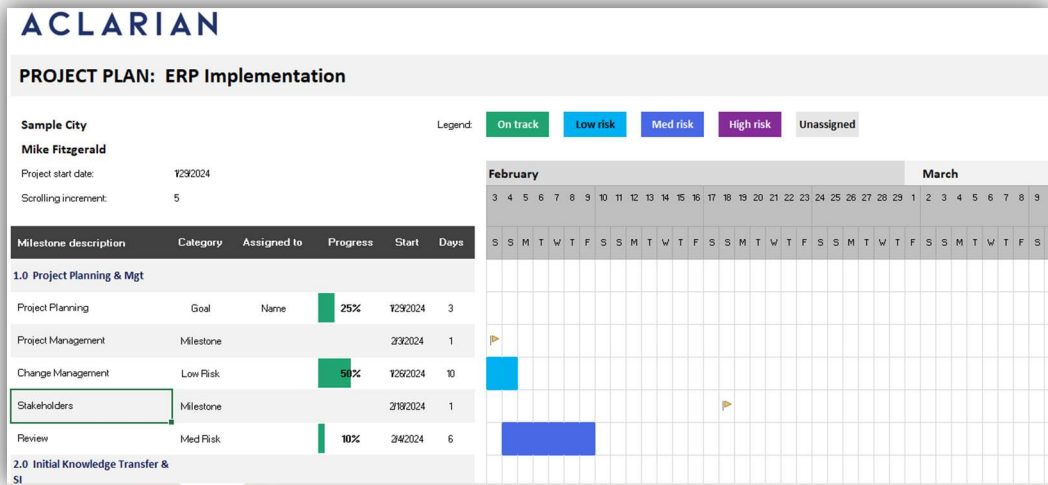 ACLARIAN
PROJECT PLAN: ERP Implementation
Sample City
Legend: On track Low risk Med risk High risk Unassigned
Mike Fitzgerald
Project start date: 1/29/2024
February March
Scrolling increment: 5
3 4 5 6 7 8 9 10 11 12 13 14 15 16 17 18 19 20 21 22 23 24 25 26 27 28 29 1 2 3 4 5 6 7 8 9
Milestone description Category Assigned to Progress Start Days
S S M T W T F S S M T W T F S S M T W T F S S M T W T F S S M T W T F S
1.0 Project Planning & Mgt
Project Planning Goal Name 25% 1/29/2024 3
Project Management Milestone 2/3/2024 1
Change Management Low Risk 50% 1/26/2024 10
Stakeholders Milestone 2/18/2024 1
Review Med Risk 10% 2/4/2024 6
2.0 Initial Knowledge Transfer &
SI